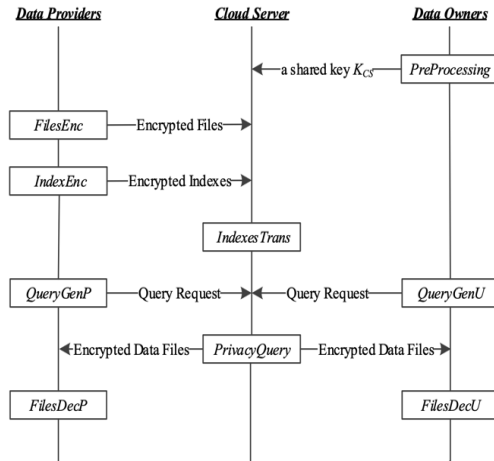 Data Providers Cloud Server Data Owners
a shared key K_CS PreProcessing
FilesEnc Encrypted Files
IndexEnc Encrypted Indexes
IndexesTrans
QueryGenP Query Request Query Request QueryGenU
Encrypted Data Files PrivacyQuery Encrypted Data Files
FilesDecP FilesDecU